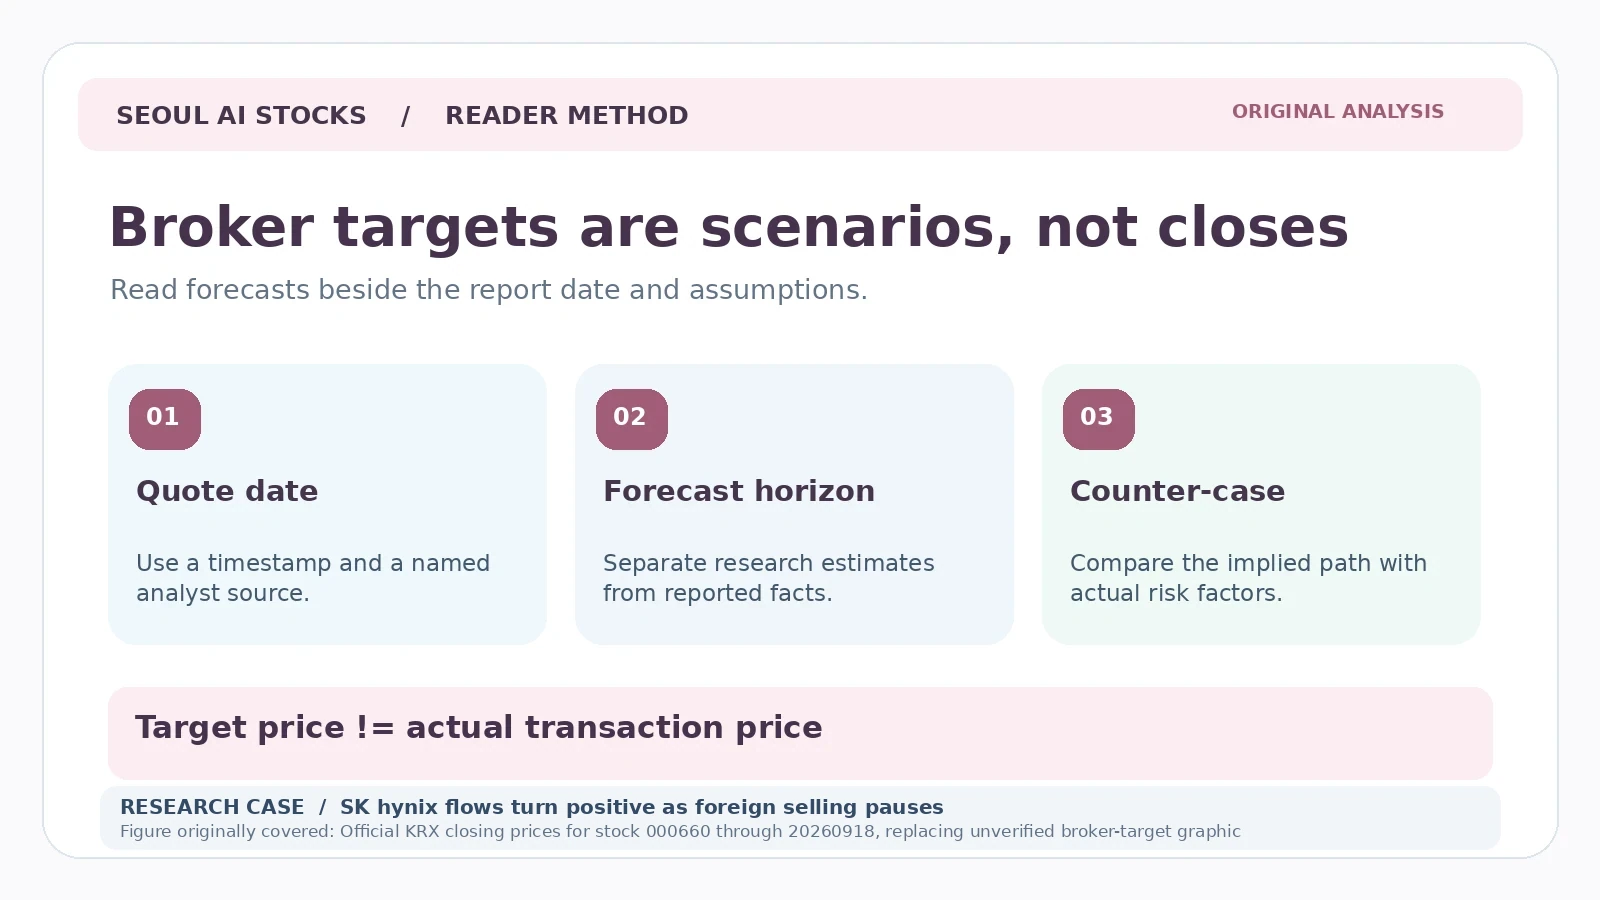 SEOUL AI STOCKS / READER METHOD
ORIGINAL ANALYSIS
Broker targets are scenarios, not closes
Read forecasts beside the report date and assumptions.
01
Quote date
Use a timestamp and a named
analyst source.
02
Forecast horizon
Separate research estimates
from reported facts.
03
Counter-case
Compare the implied path with
actual risk factors.
Target price != actual transaction price
RESEARCH CASE / SK hynix flows turn positive as foreign selling pauses
Figure originally covered: Official KRX closing prices for stock 000660 through 20260918, replacing unverified broker-target graphic